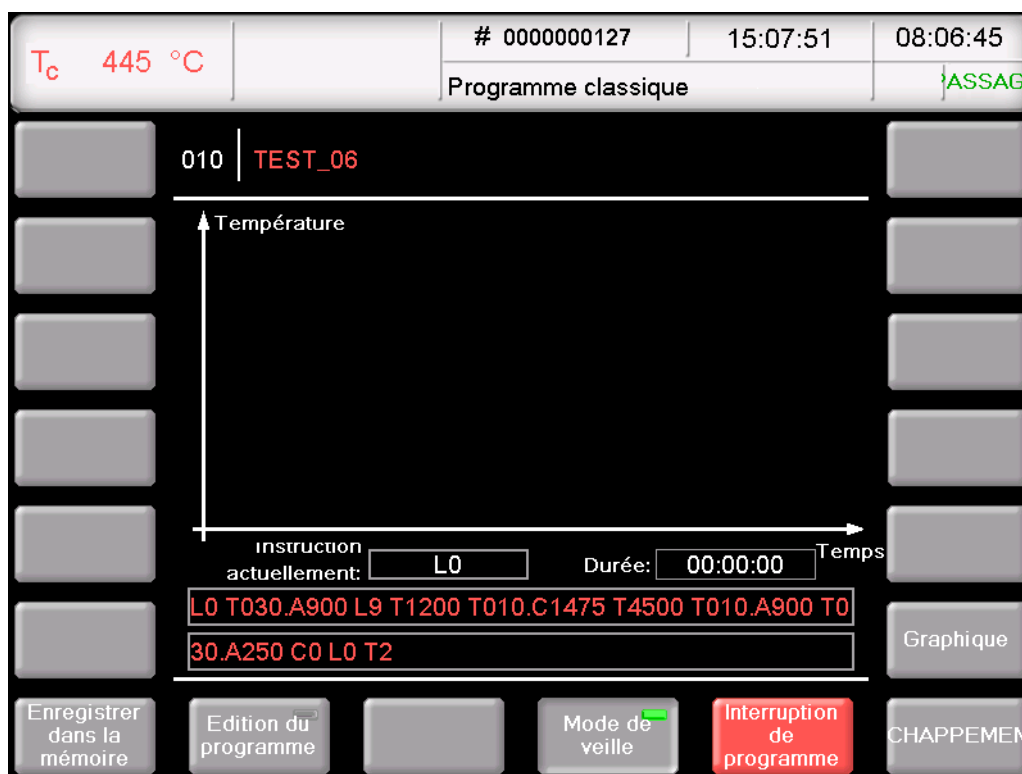 Tc 445 °C
# 0000000127
15:07:51
08:06:45
Programme classique
PASSAG
010
TEST_06
Température
Temps
Instruction
actuellement:
L0
Durée:
00:00:00
L0 T030.A900 L9 T1200 T010.C1475 T4500 T010.A900 T0
30.A250 C0 L0 T2
Graphique
Enregistrer
dans la
mémoire
Edition du
programme
Mode de
veille
Interruption
de
programme
CHAPPEMEN